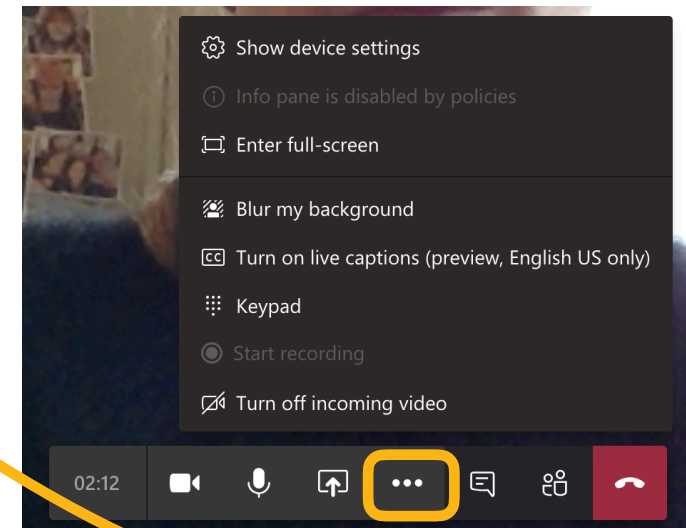 Show device settings
Info pane is disabled by policies
Enter full-screen
Blur my background
CC Turn on live captions (preview, English US only)
Keypad
Start recording
Turn off incoming video
02:12